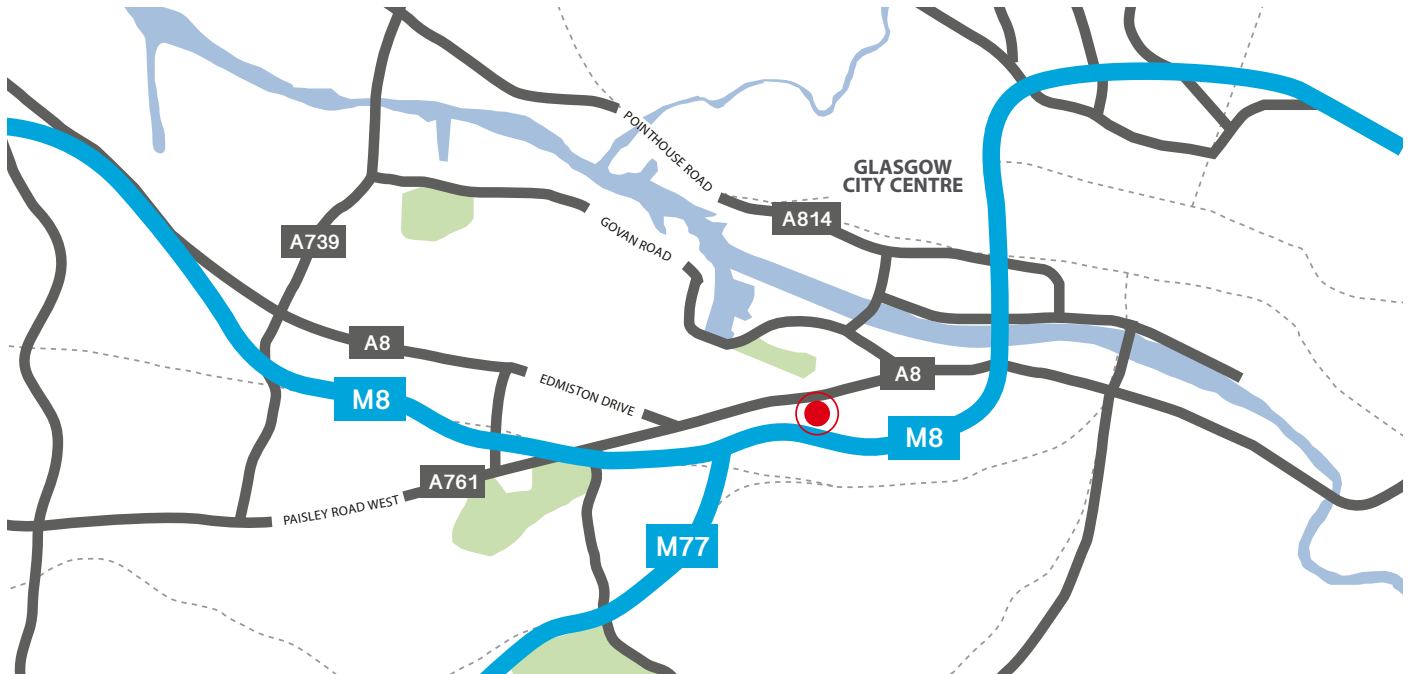 POINTHOUSE ROAD
GLASGOW
CITY CENTRE
A814
GOVAN ROAD
A739
A8
EDMISTON DRIVE
A8
M8
M8
A761
PAISLEY ROAD WEST
M77